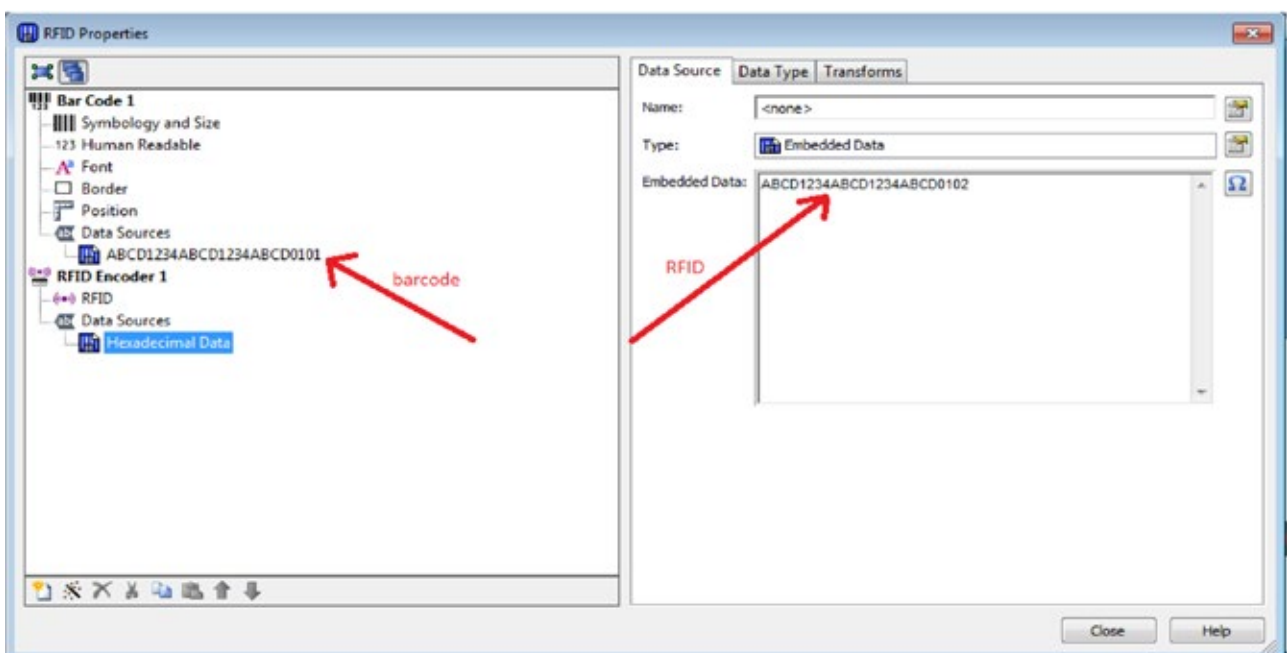 RFID Properties
Bar Code 1
Symbology and Size
123 Human Readable
Font
Border
Position
Data Sources
ABCD1234ABCD1234ABCD0101
RFID Encoder 1
RFID
Data Sources
Hexadecimal Data
barcode
Data Source Data Type Transforms
Name: <none>
Type: Embedded Data
Embedded Data: ABCD1234ABCD1234ABCD0102
RFID
Close Help